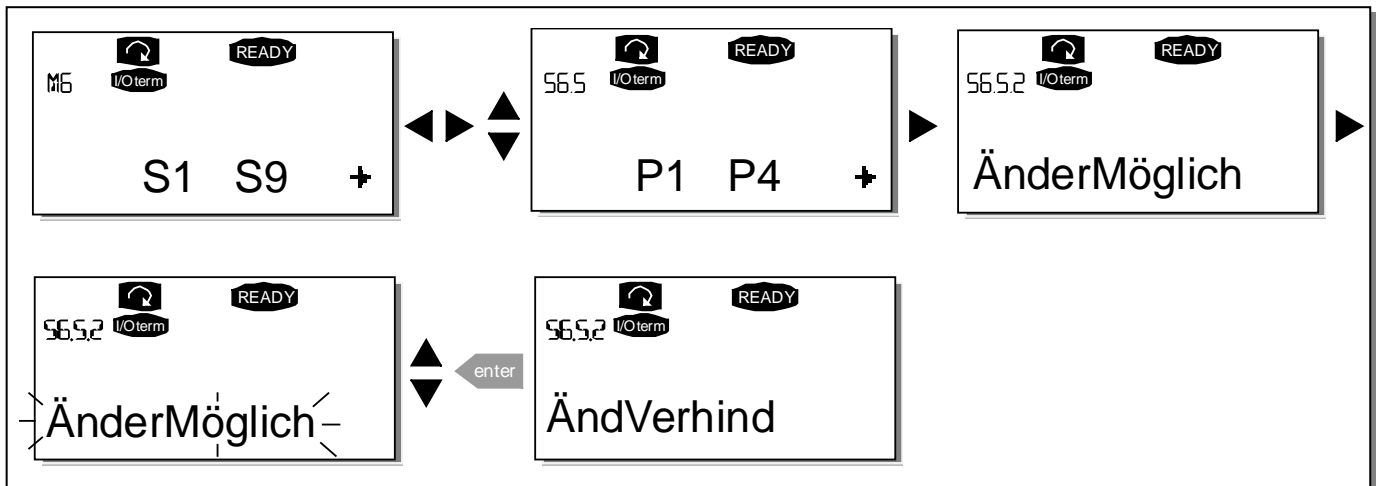 READY
M6 I/Oterm
S1 S9
READY
S6.5 I/Oterm
P1 P4
READY
S6.5.2 I/Oterm
ÄnderMöglich
READY
S6.5.2 I/Oterm
ÄnderMöglich
enter
READY
S6.5.2 I/Oterm
ÄndVerhind